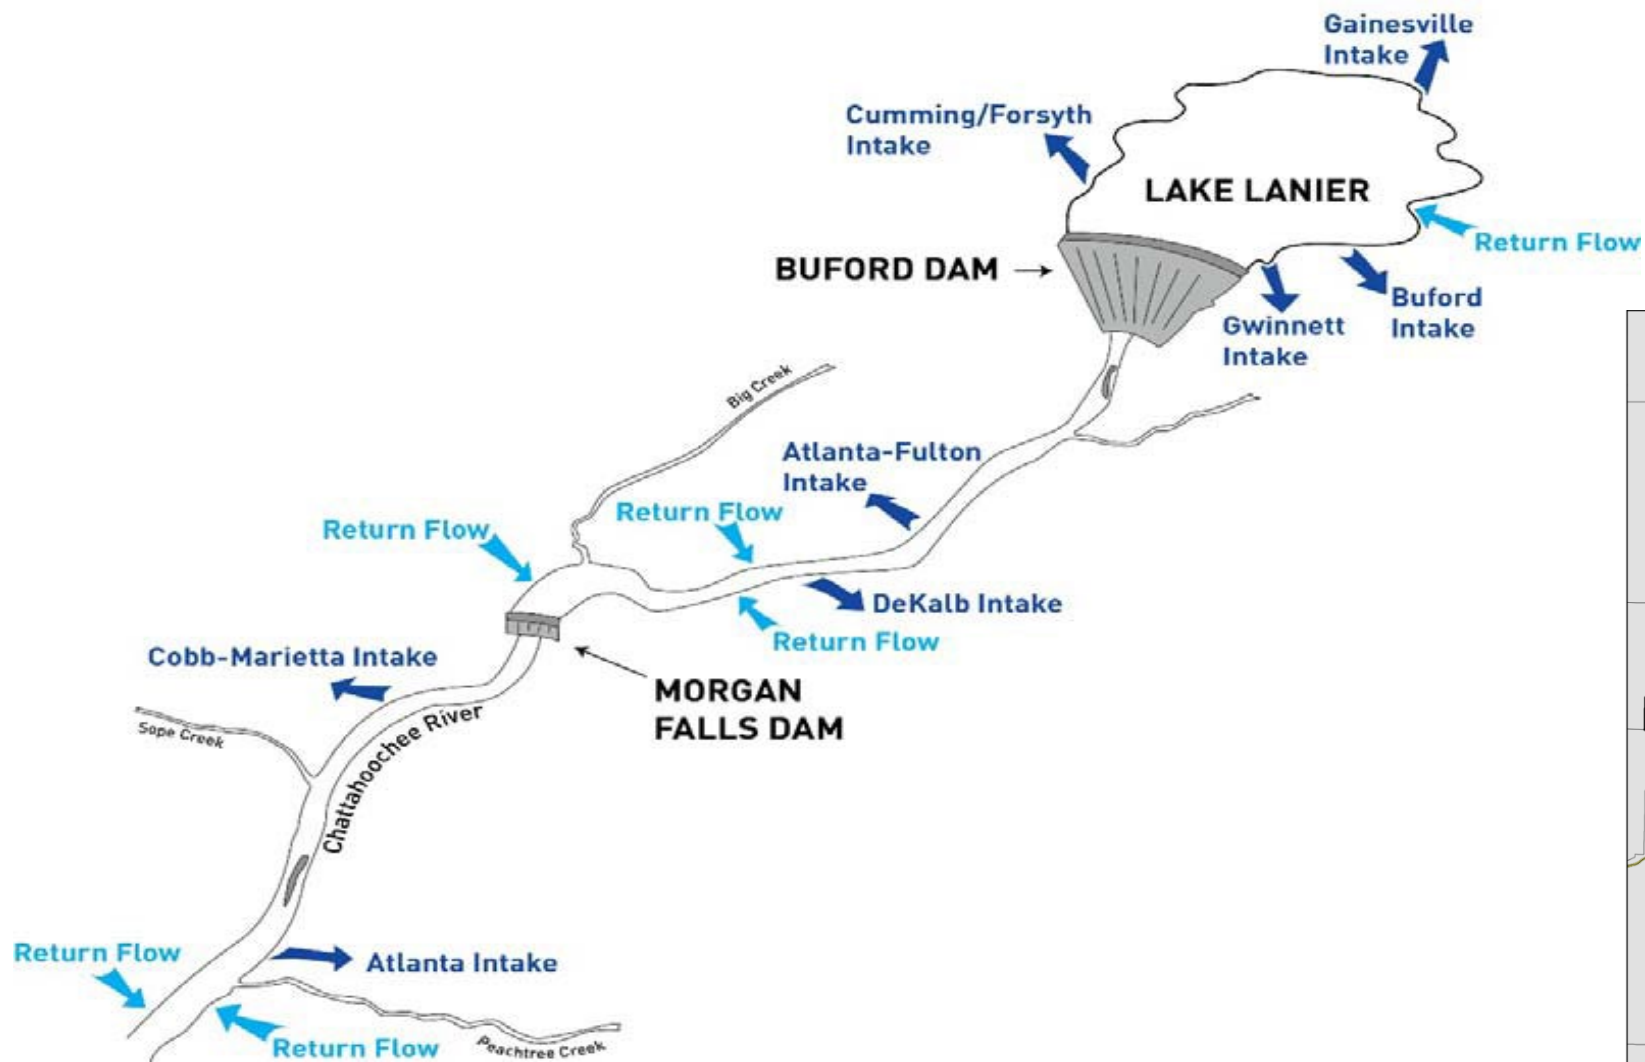 Gainesville
Intake
Cumming/Forsyth
Intake
LAKE LANIER
Return Flow
BUFORD DAM
Buford
Intake
Gwinnett
Intake
Big Creek
Atlanta-Fulton
Intake
Return Flow
Return Flow
DeKalb Intake
Return Flow
Cobb-Marietta Intake
MORGAN
FALLS DAM
Sope Creek
Chattahoochee River
Return Flow
Atlanta Intake
Return Flow
Peachtree Creek